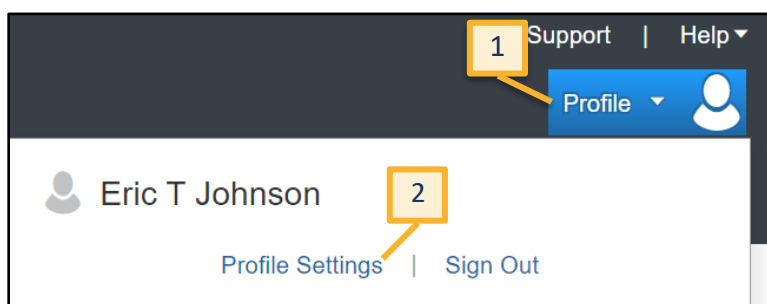 Support | Help
1
Profile
Eric T Johnson
2
Profile Settings | Sign Out